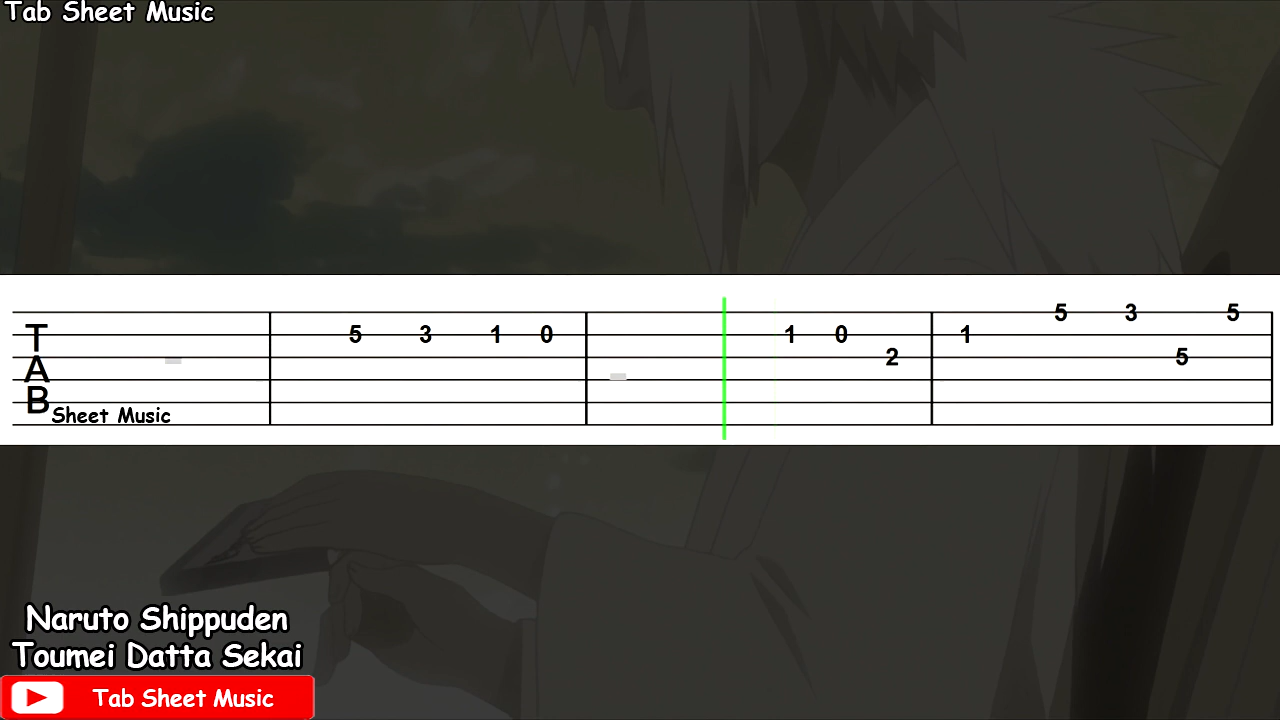 Tab Sheet Music
5 3 5
T 5 3 1 0 1 0 1
A 2 5
B
Sheet Music
Naruto Shippuden
Toumei Datta Sekai
Tab Sheet Music